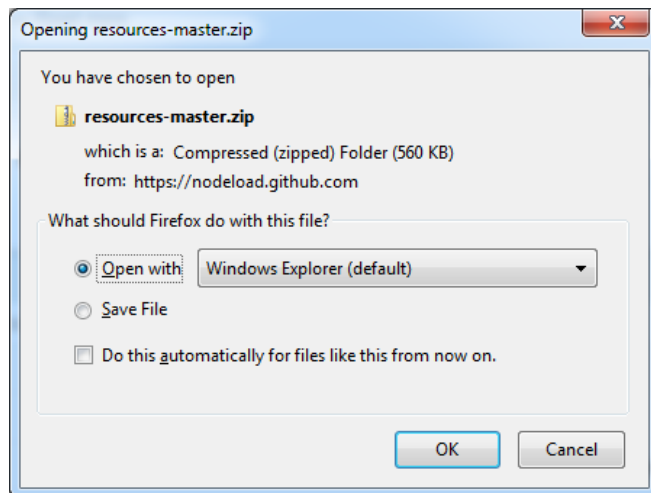 Opening resources-master.zip
You have chosen to open
resources-master.zip
which is a: Compressed (zipped) Folder (560 KB)
from: https://nodeload.github.com
What should Firefox do with this file?
Open with Windows Explorer (default)
Save File
Do this automatically for files like this from now on.
OK Cancel